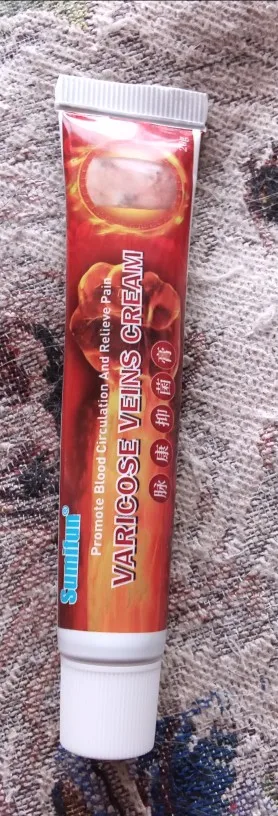 Sumifun®
Promote Blood Circulation And Relieve Pain
VARICOSE VEINS CREAM
脉康抑菌膏